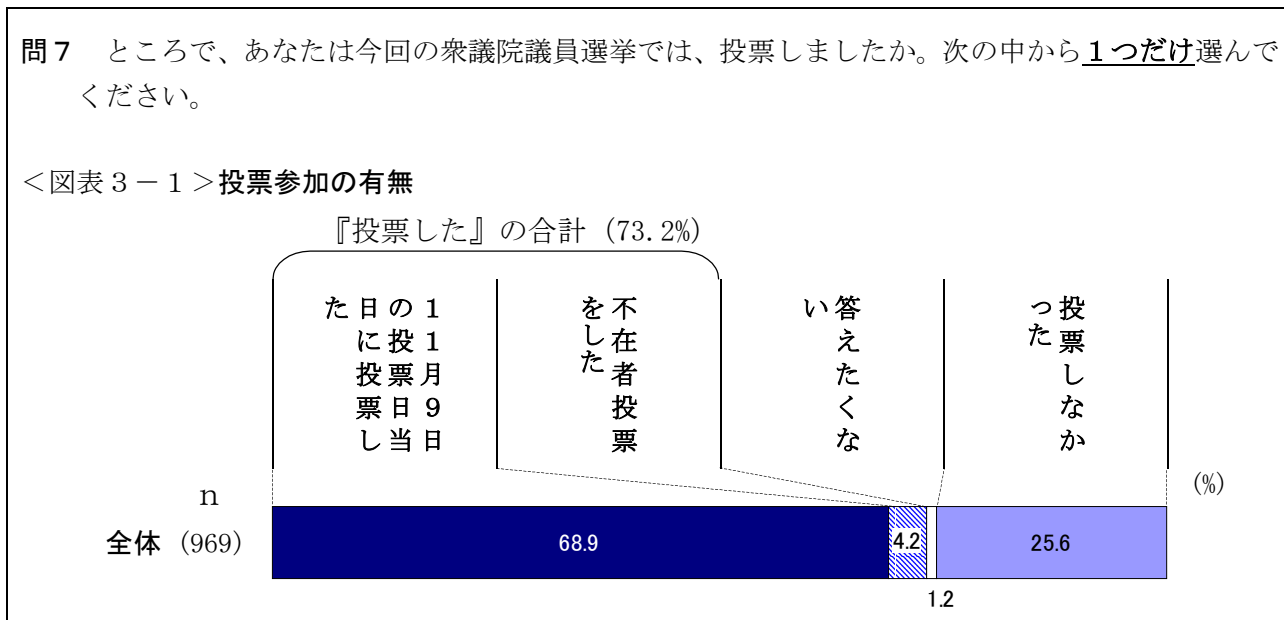 問７　ところで、あなたは今回の衆議院議員選挙では、投票しましたか。次の中から１つだけ選んで
ください。
＜図表３－１＞投票参加の有無
『投票した』の合計 (73.2%)
１１月９日
の投票日当
日に投票し
た
不在者投票
をした
答えたくな
い
投票しなか
った
(%)
n
全体 (969)
68.9
4.2
25.6
1.2